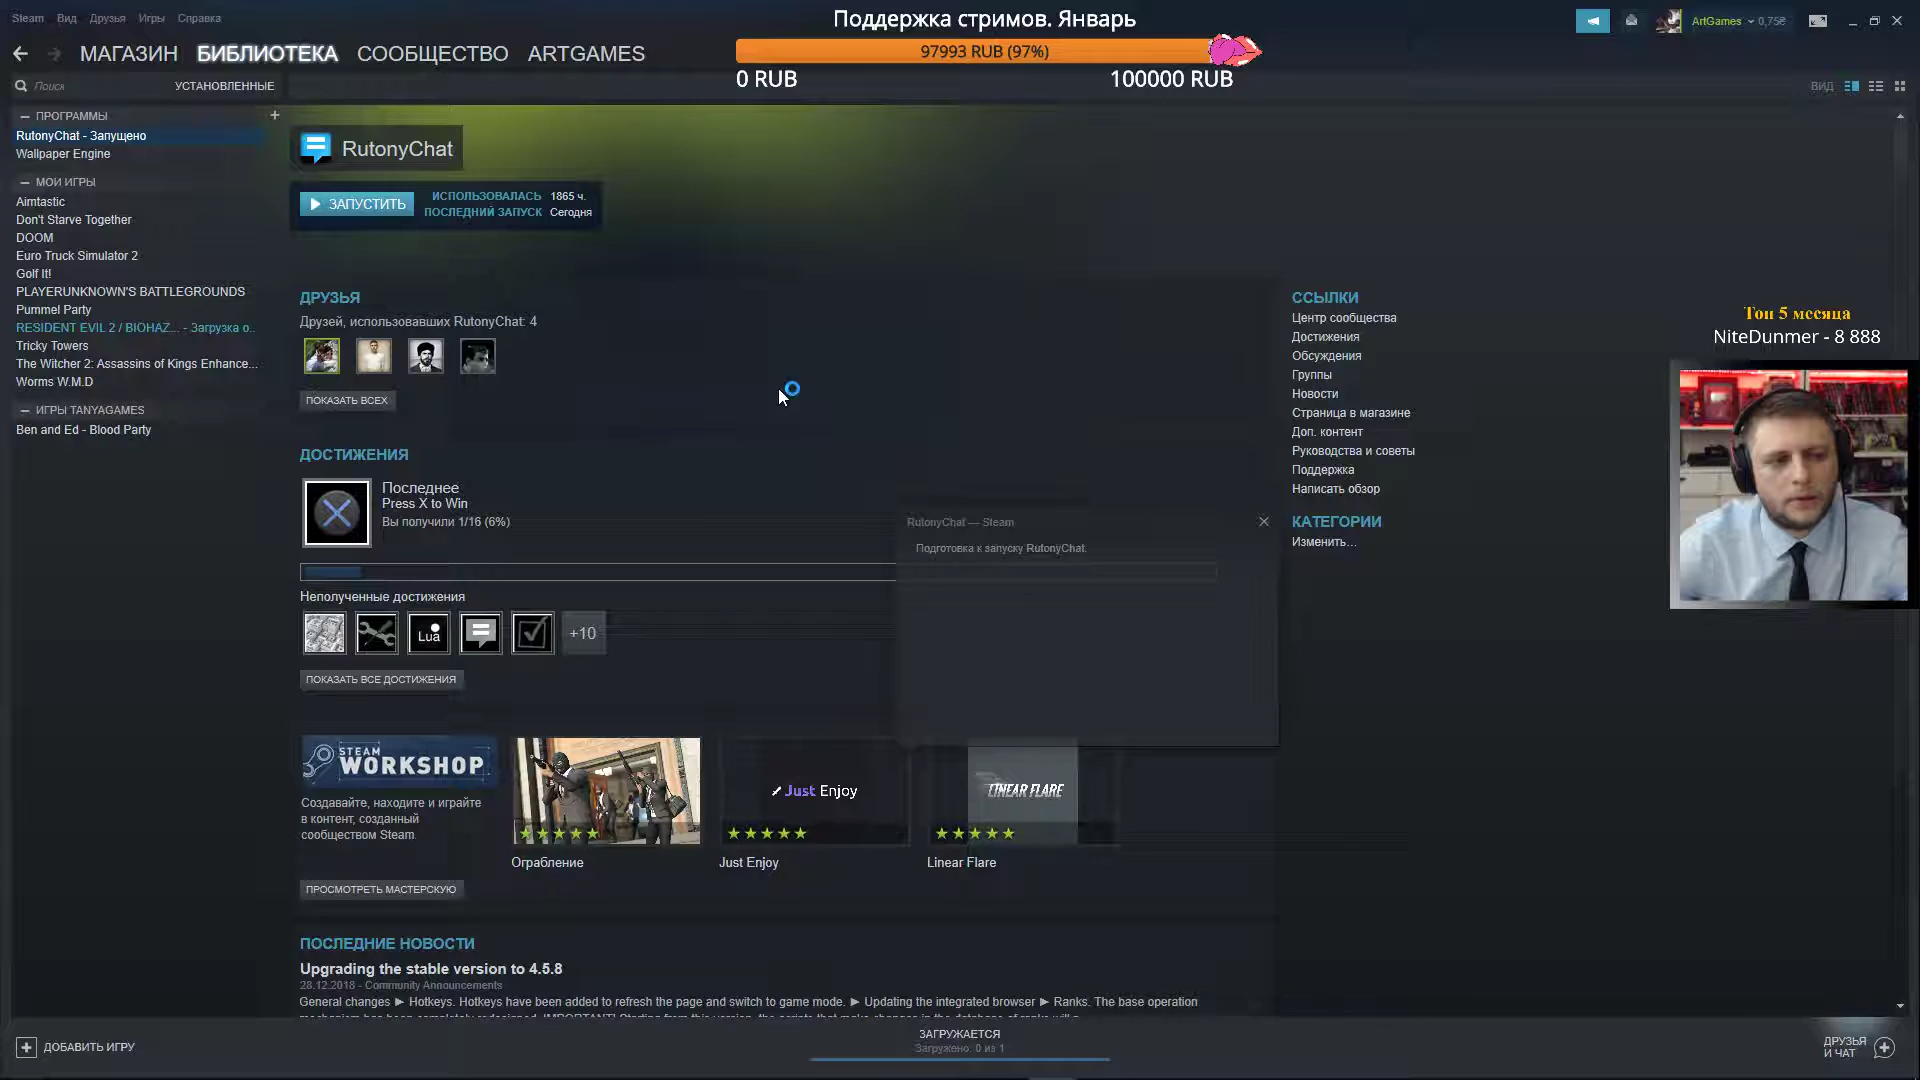 Steam Вид Друзья Игры Справка
Поддержка стримов. Январь
ArtGames 0,75₴
МАГАЗИН БИБЛИОТЕКА СООБЩЕСТВО ARTGAMES
97993 RUB (97%)
0 RUB 100000 RUB
Поиск УСТАНОВЛЕННЫЕ
ВИД
— ПРОГРАММЫ +
RutonyChat - Запущено
Wallpaper Engine
— МОИ ИГРЫ
Aimtastic
Don't Starve Together
DOOM
Euro Truck Simulator 2
Golf It!
PLAYERUNKNOWN'S BATTLEGROUNDS
Pummel Party
RESIDENT EVIL 2 / BIOHAZ... - Загрузка о..
Tricky Towers
The Witcher 2: Assassins of Kings Enhance...
Worms W.M.D
— ИГРЫ TANYAGAMES
Ben and Ed - Blood Party
RutonyChat
ЗАПУСТИТЬ
ИСПОЛЬЗОВАЛАСЬ 1865 ч.
ПОСЛЕДНИЙ ЗАПУСК Сегодня
ДРУЗЬЯ
Друзей, использовавших RutonyChat: 4
ПОКАЗАТЬ ВСЕХ
ДОСТИЖЕНИЯ
Последнее
Press X to Win
Вы получили 1/16 (6%)
Неполученные достижения
Lua
+10
ПОКАЗАТЬ ВСЕ ДОСТИЖЕНИЯ
RutonyChat — Steam
Подготовка к запуску RutonyChat.
STEAM
WORKSHOP
Создавайте, находите и играйте
в контент, созданный
сообществом Steam.
ПРОСМОТРЕТЬ МАСТЕРСКУЮ
Just Enjoy
LINEAR FLARE
Ограбление
Just Enjoy
Linear Flare
ПОСЛЕДНИЕ НОВОСТИ
Upgrading the stable version to 4.5.8
28.12.2018 - Community Announcements
General changes ► Hotkeys. Hotkeys have been added to refresh the page and switch to game mode. ► Updating the integrated browser ► Ranks. The base operation
ССЫЛКИ
Центр сообщества
Достижения
Обсуждения
Группы
Новости
Страница в магазине
Доп. контент
Руководства и советы
Поддержка
Написать обзор
КАТЕГОРИИ
Изменить...
Топ 5 месяца
NiteDunmer - 8 888
ДОБАВИТЬ ИГРУ
ЗАГРУЖАЕТСЯ
Загружено: 0 из 1
ДРУЗЬЯ
И ЧАТ